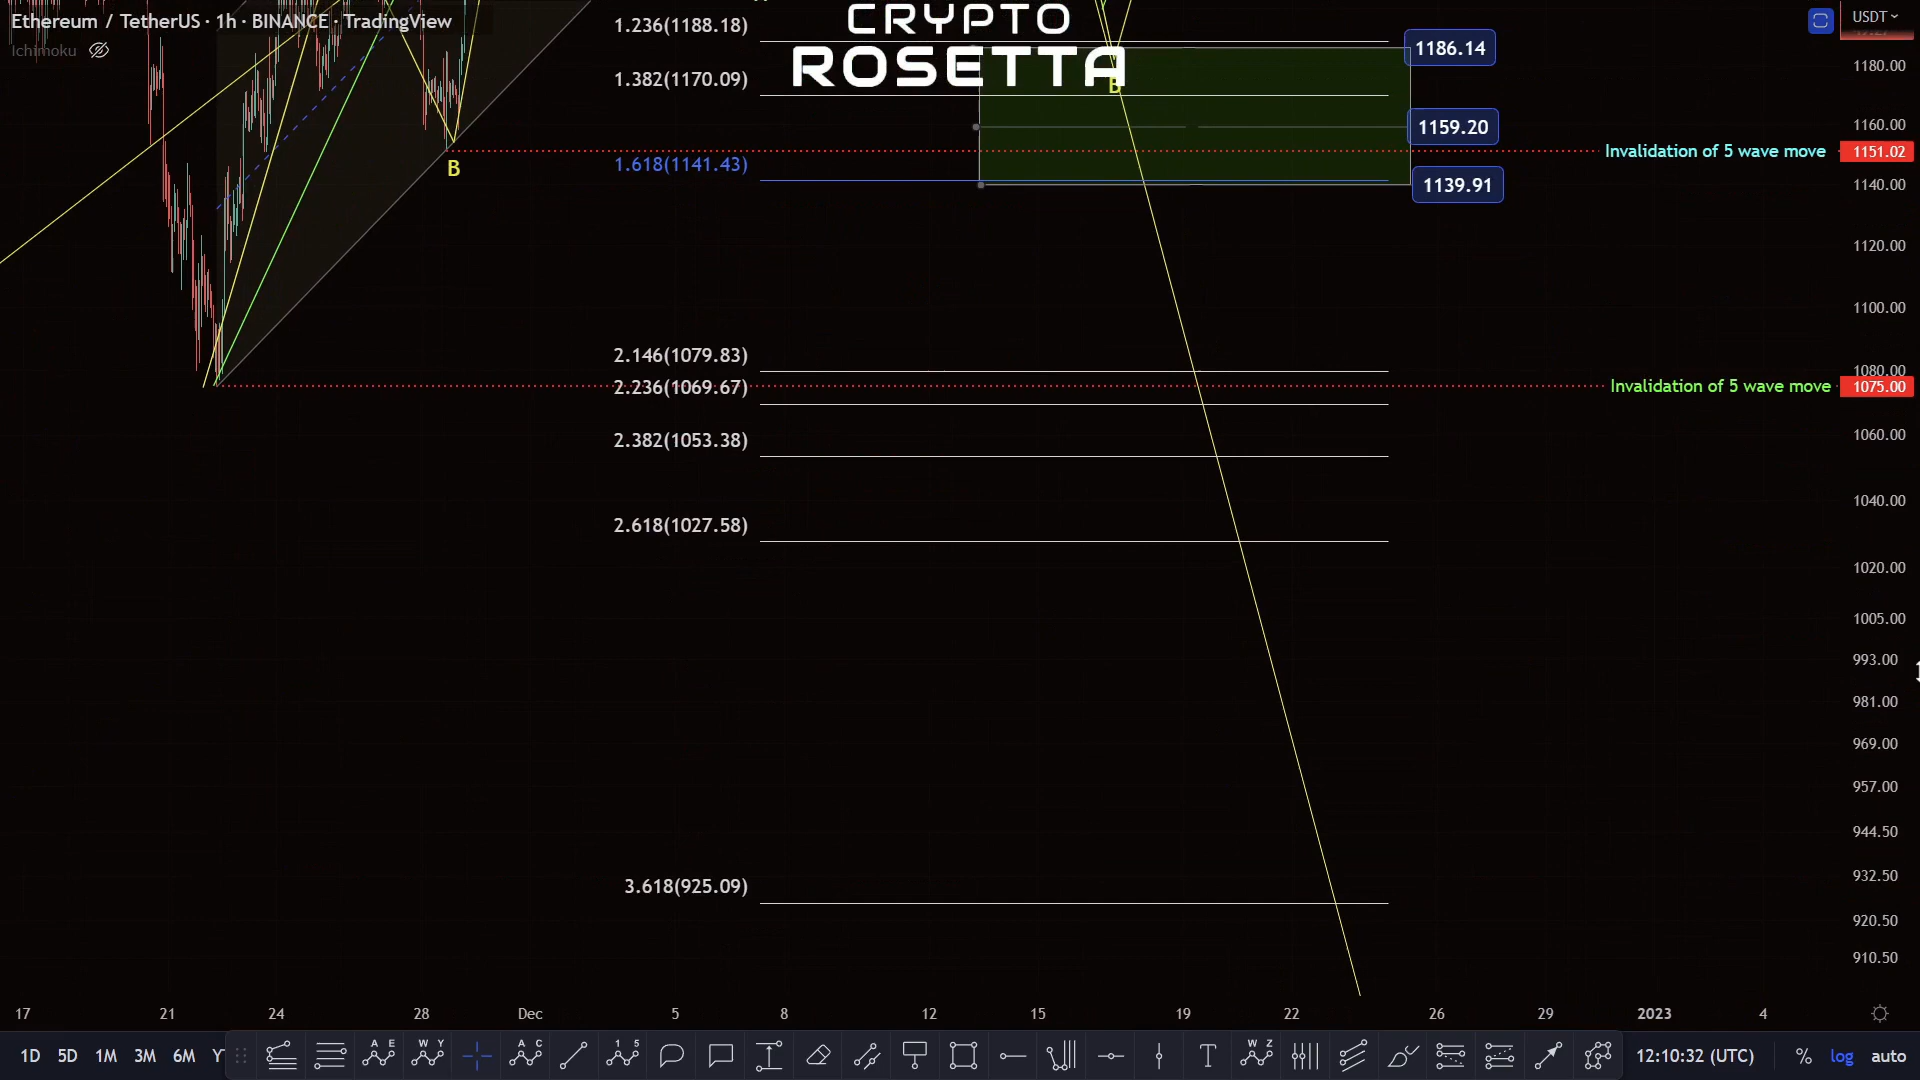 Ethereum / TetherUS · 1h · BINANCE · TradingView
Ichimoku
CRYPTO
ROSETTA
USDT
1.236(1188.18)
1186.14
1180.00
1.382(1170.09)
B
1159.20
1160.00
Invalidation of 5 wave move
1151.02
B
1.618(1141.43)
1139.91
1140.00
1120.00
1100.00
2.146(1079.83)
1080.00
2.236(1069.67)
Invalidation of 5 wave move
1075.00
2.382(1053.38)
1060.00
1040.00
2.618(1027.58)
1020.00
1005.00
993.00
981.00
969.00
957.00
944.50
3.618(925.09)
932.50
920.50
910.50
17 21 24 28 Dec 5 8 12 15 19 22 26 29 2023 4
1D 5D 1M 3M 6M
A E
W Y
A C
1 5
T
W Z
12:10:32 (UTC)
% log auto